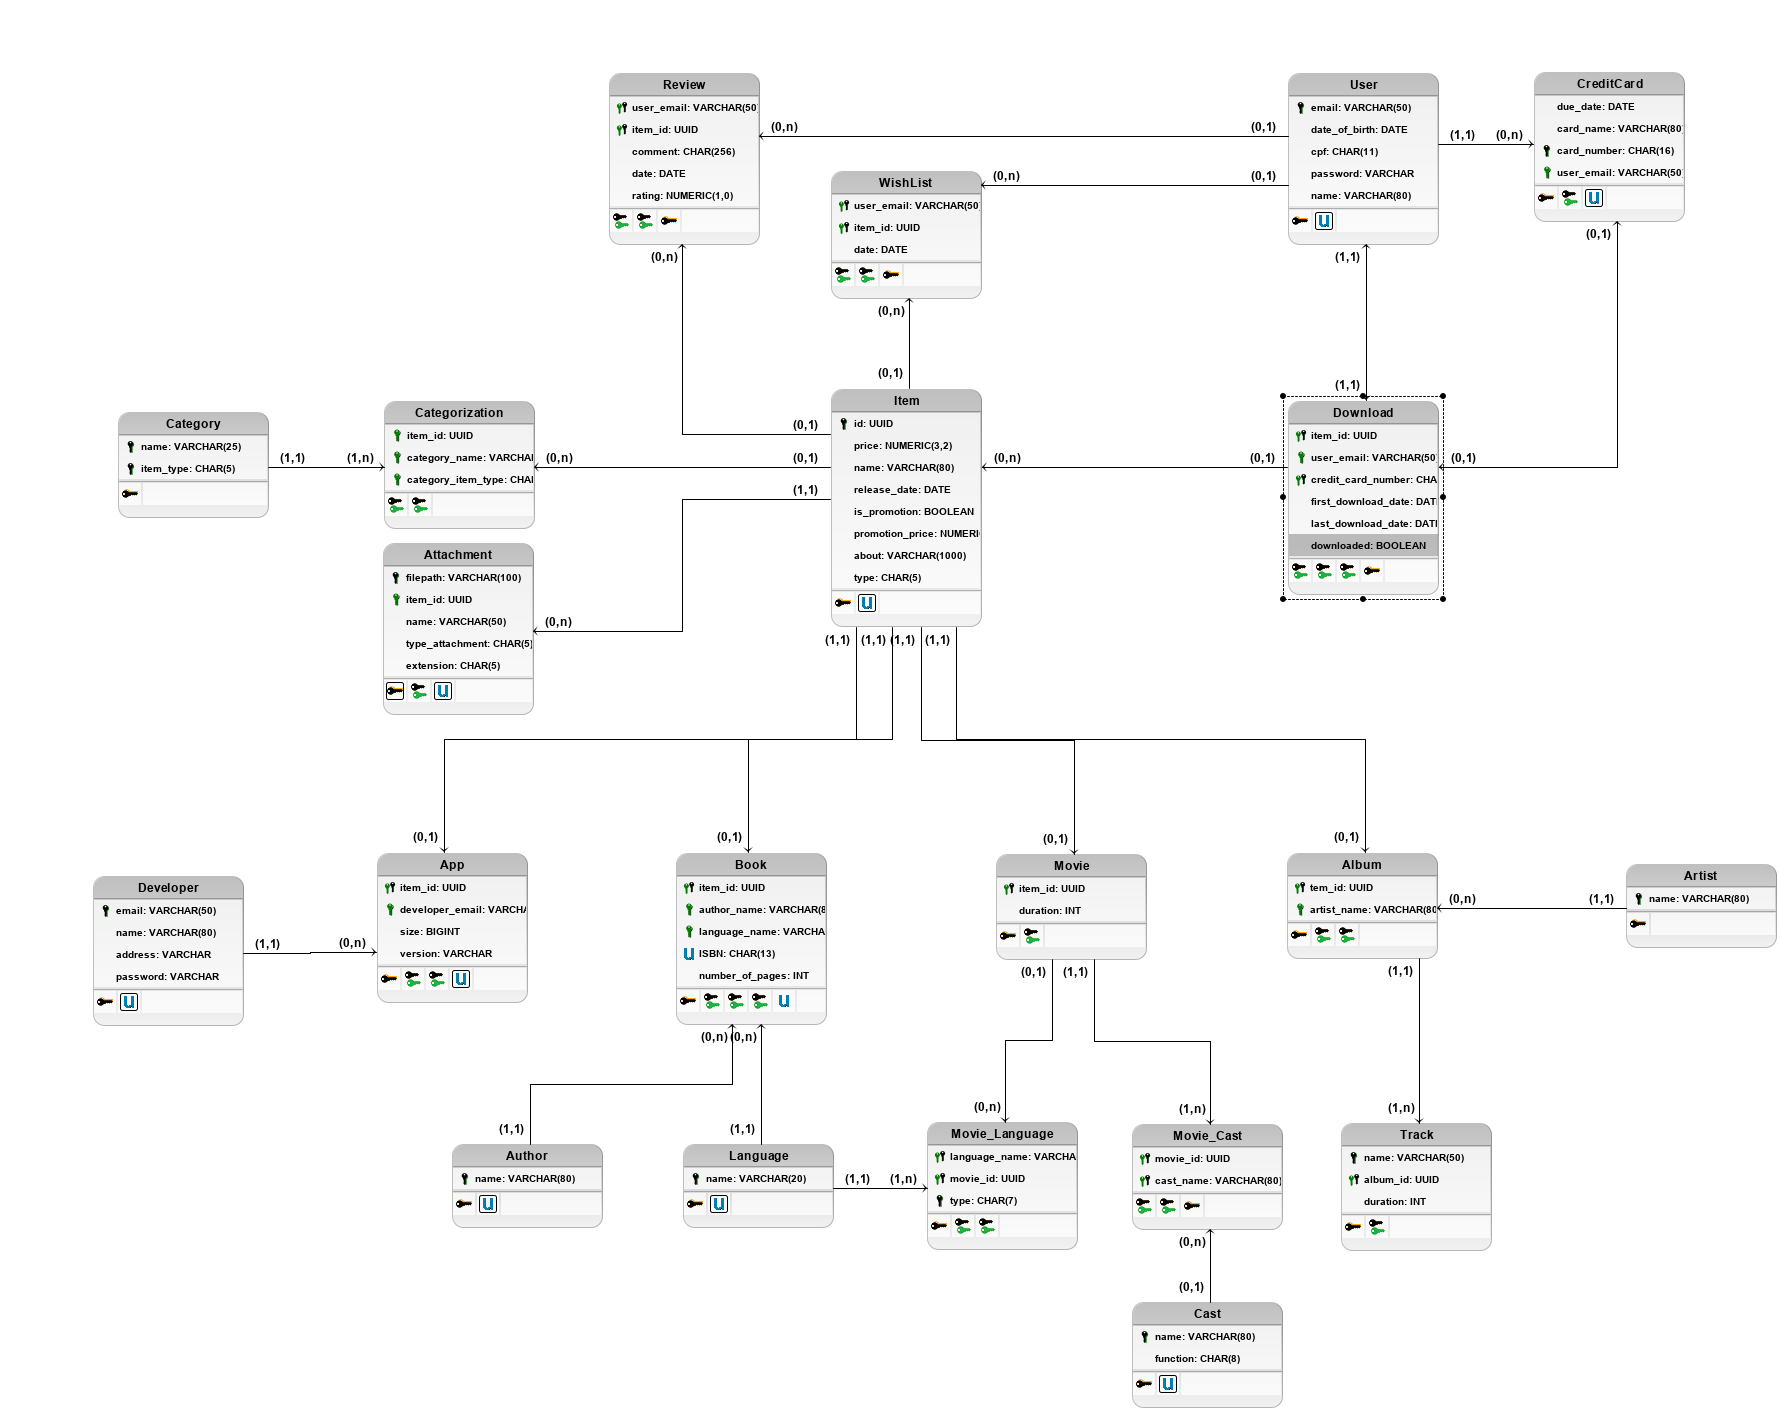 Review
user_email: VARCHAR(50)
item_id: UUID
comment: CHAR(256)
date: DATE
rating: NUMERIC(1,0)
(0,n)
(0,1)
User
email: VARCHAR(50)
date_of_birth: DATE
cpf: CHAR(11)
password: VARCHAR
name: VARCHAR(80)
U
(1,1)
(0,n)
CreditCard
due_date: DATE
card_name: VARCHAR(80)
card_number: CHAR(16)
user_email: VARCHAR(50)
U
WishList
user_email: VARCHAR(50)
item_id: UUID
date: DATE
(0,n)
(0,1)
(0,n)
(0,n)
(0,1)
(1,1)
(0,1)
(1,1)
Category
name: VARCHAR(25)
item_type: CHAR(5)
(1,1)
(1,n)
Categorization
item_id: UUID
category_name: VARCHAI
category_item_type: CHAI
(0,n)
(0,1)
(0,1)
(1,1)
Item
id: UUID
price: NUMERIC(3,2)
name: VARCHAR(80)
release_date: DATE
is_promotion: BOOLEAN
promotion_price: NUMERI
about: VARCHAR(1000)
type: CHAR(5)
U
(0,n)
(0,1)
Download
item_id: UUID
user_email: VARCHAR(50
credit_card_number: CHA
first_download_date: DATI
last_download_date: DATI
downloaded: BOOLEAN
(0,1)
Attachment
filepath: VARCHAR(100)
item_id: UUID
name: VARCHAR(50)
type_attachment: CHAR(5)
extension: CHAR(5)
U
(0,n)
(1,1)
(1,1)
(1,1)
(1,1)
(0,1)
(0,1)
(0,1)
(0,1)
Developer
email: VARCHAR(50)
name: VARCHAR(80)
address: VARCHAR
password: VARCHAR
U
(1,1)
(0,n)
App
item_id: UUID
developer_email: VARCHA
size: BIGINT
version: VARCHAR
U
Book
item_id: UUID
author_name: VARCHAR(8
language_name: VARCHA
U ISBN: CHAR(13)
number_of_pages: INT
U
Movie
item_id: UUID
duration: INT
Album
tem_id: UUID
artist_name: VARCHAR(80
(0,n)
(1,1)
Artist
name: VARCHAR(80)
(0,n)
(0,n)
(0,1)
(1,1)
(1,1)
(1,1)
(1,1)
(0,n)
(1,n)
(1,n)
Author
name: VARCHAR(80)
U
Language
name: VARCHAR(20)
U
(1,1)
(1,n)
Movie_Language
language_name: VARCHA
movie_id: UUID
type: CHAR(7)
Movie_Cast
movie_id: UUID
cast_name: VARCHAR(80)
Track
name: VARCHAR(50)
album_id: UUID
duration: INT
(0,n)
(0,1)
Cast
name: VARCHAR(80)
function: CHAR(8)
U